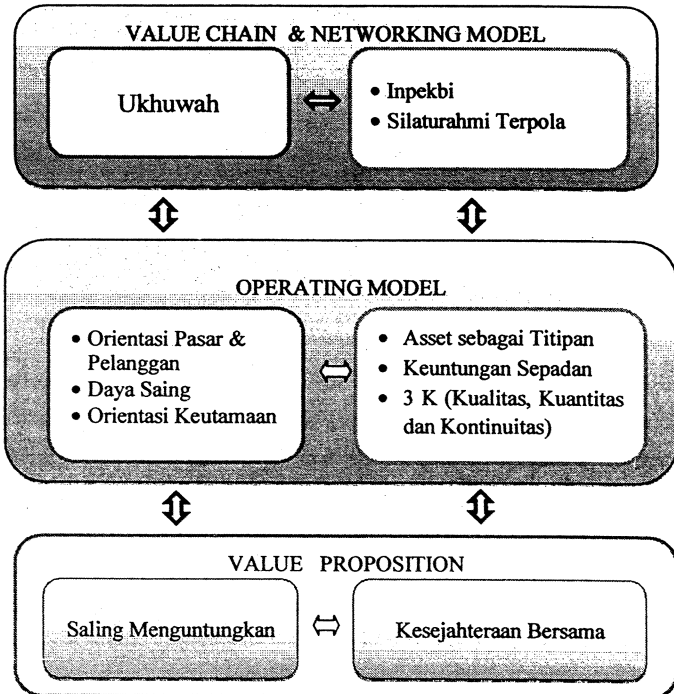 VALUE CHAIN & NETWORKING MODEL
Ukhuwah
• Inpekbi
• Silaturahmi Terpola
OPERATING MODEL
• Orientasi Pasar &
Pelanggan
• Daya Saing
• Orientasi Keutamaan
• Asset sebagai Titipan
• Keuntungan Sepadan
• 3 K (Kualitas, Kuantitas
dan Kontinuitas)
VALUE PROPOSITION
Saling Menguntungkan
Kesejahteraan Bersama